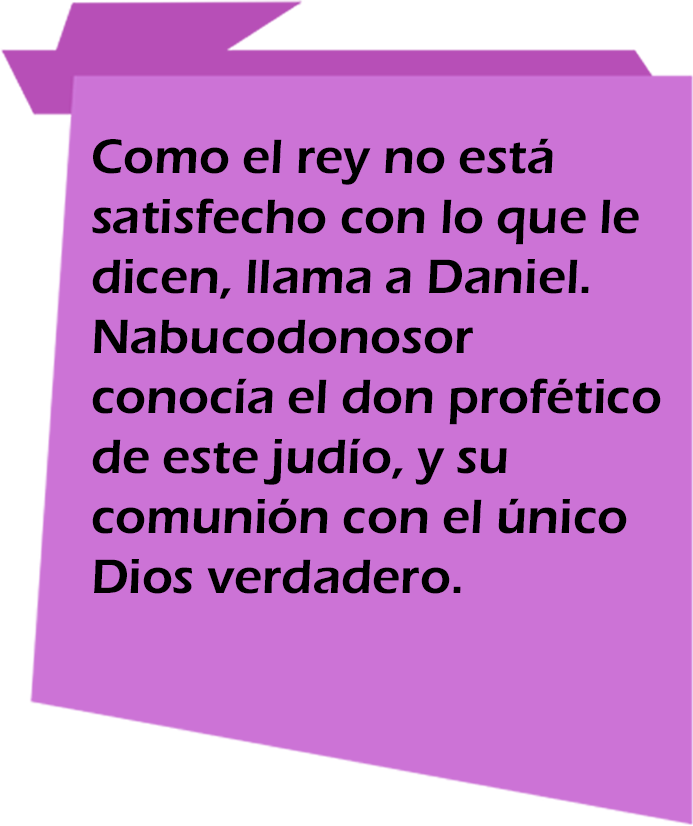 Como el rey no está
satisfecho con lo que le
dicen, llama a Daniel.
Nabucodonosor
conocía el don profético
de este judío, y su
comunión con el único
Dios verdadero.